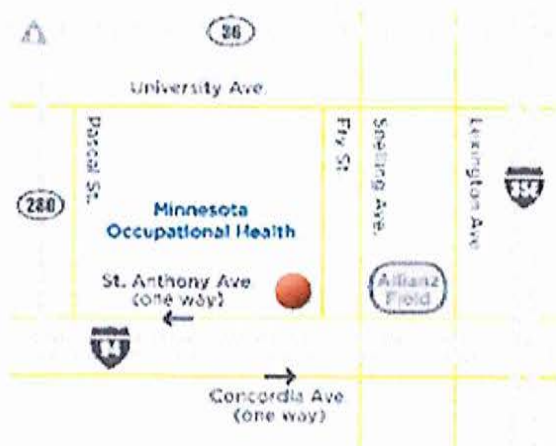 36
University Ave.
Pascal St.
Fry St.
Snelling Ave.
Lexington Ave
280
35E
Minnesota
Occupational Health
St. Anthony Ave
(one way)
Allianz
Field
94
Concordia Ave
(one way)